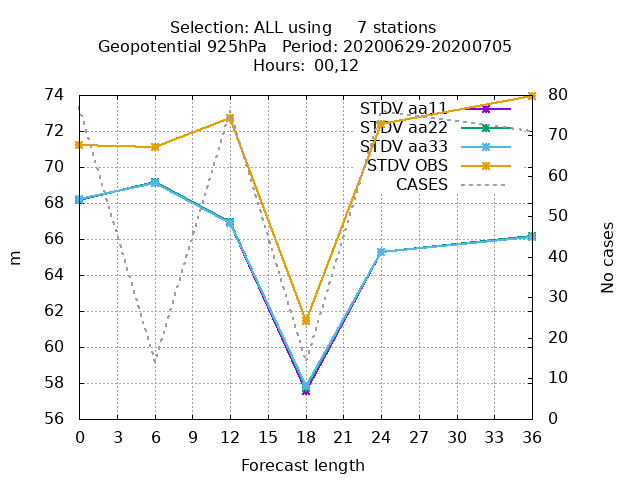 Selection: ALL using     7 stations
Geopotential 925hPa   Period: 20200629-20200705
Hours:  00,12
74
72
70
68
66
64
62
60
58
56
m
80
70
60
50
40
30
20
10
0
No cases
STDV aa11
STDV aa22
STDV aa33
STDV OBS
CASES
0 3 6 9 12 15 18 21 24 27 30 33 36
Forecast length